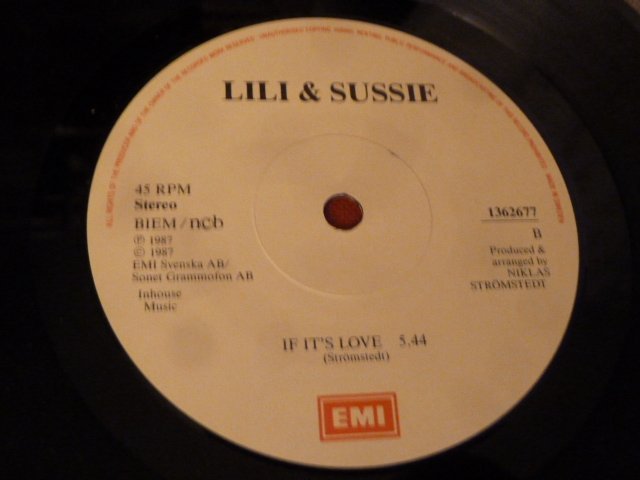 LILI & SUSSIE
45 RPM
Stereo
BIEM/ncb
℗ 1987
© 1987
EMI Svenska AB/
Sonet Grammofon AB
Inhouse
Music
1362677
B
Produced &
arranged by
NIKLAS
STRÖMSTEDT
IF IT'S LOVE 5.44
(Strömstedt)
EMI